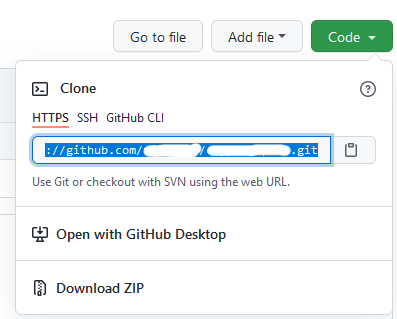 Go to file Add file Code
Clone
HTTPS SSH GitHub CLI
://github.com/ / .git
Use Git or checkout with SVN using the web URL.
Open with GitHub Desktop
Download ZIP